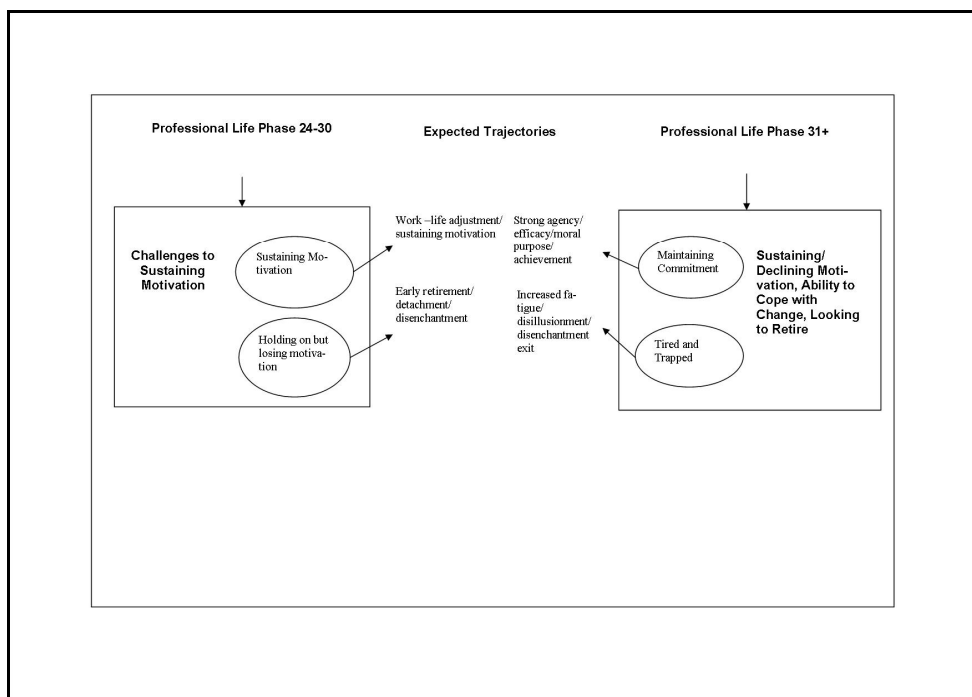 Professional Life Phase 24-30
Expected Trajectories
Professional Life Phase 31+
Challenges to
Sustaining
Motivation
Sustaining Mo-
tivation
Holding on but
losing motiva-
tion
Work –life adjustment/
sustaining motivation
Early retirement/
detachment/
disenchantment
Strong agency/
efficacy/moral
purpose/
achievement
Increased fa-
tigue/
disillusionment/
disenchantment
exit
Maintaining
Commitment
Tired and
Trapped
Sustaining/
Declining Moti-
vation, Ability to
Cope with
Change, Looking
to Retire